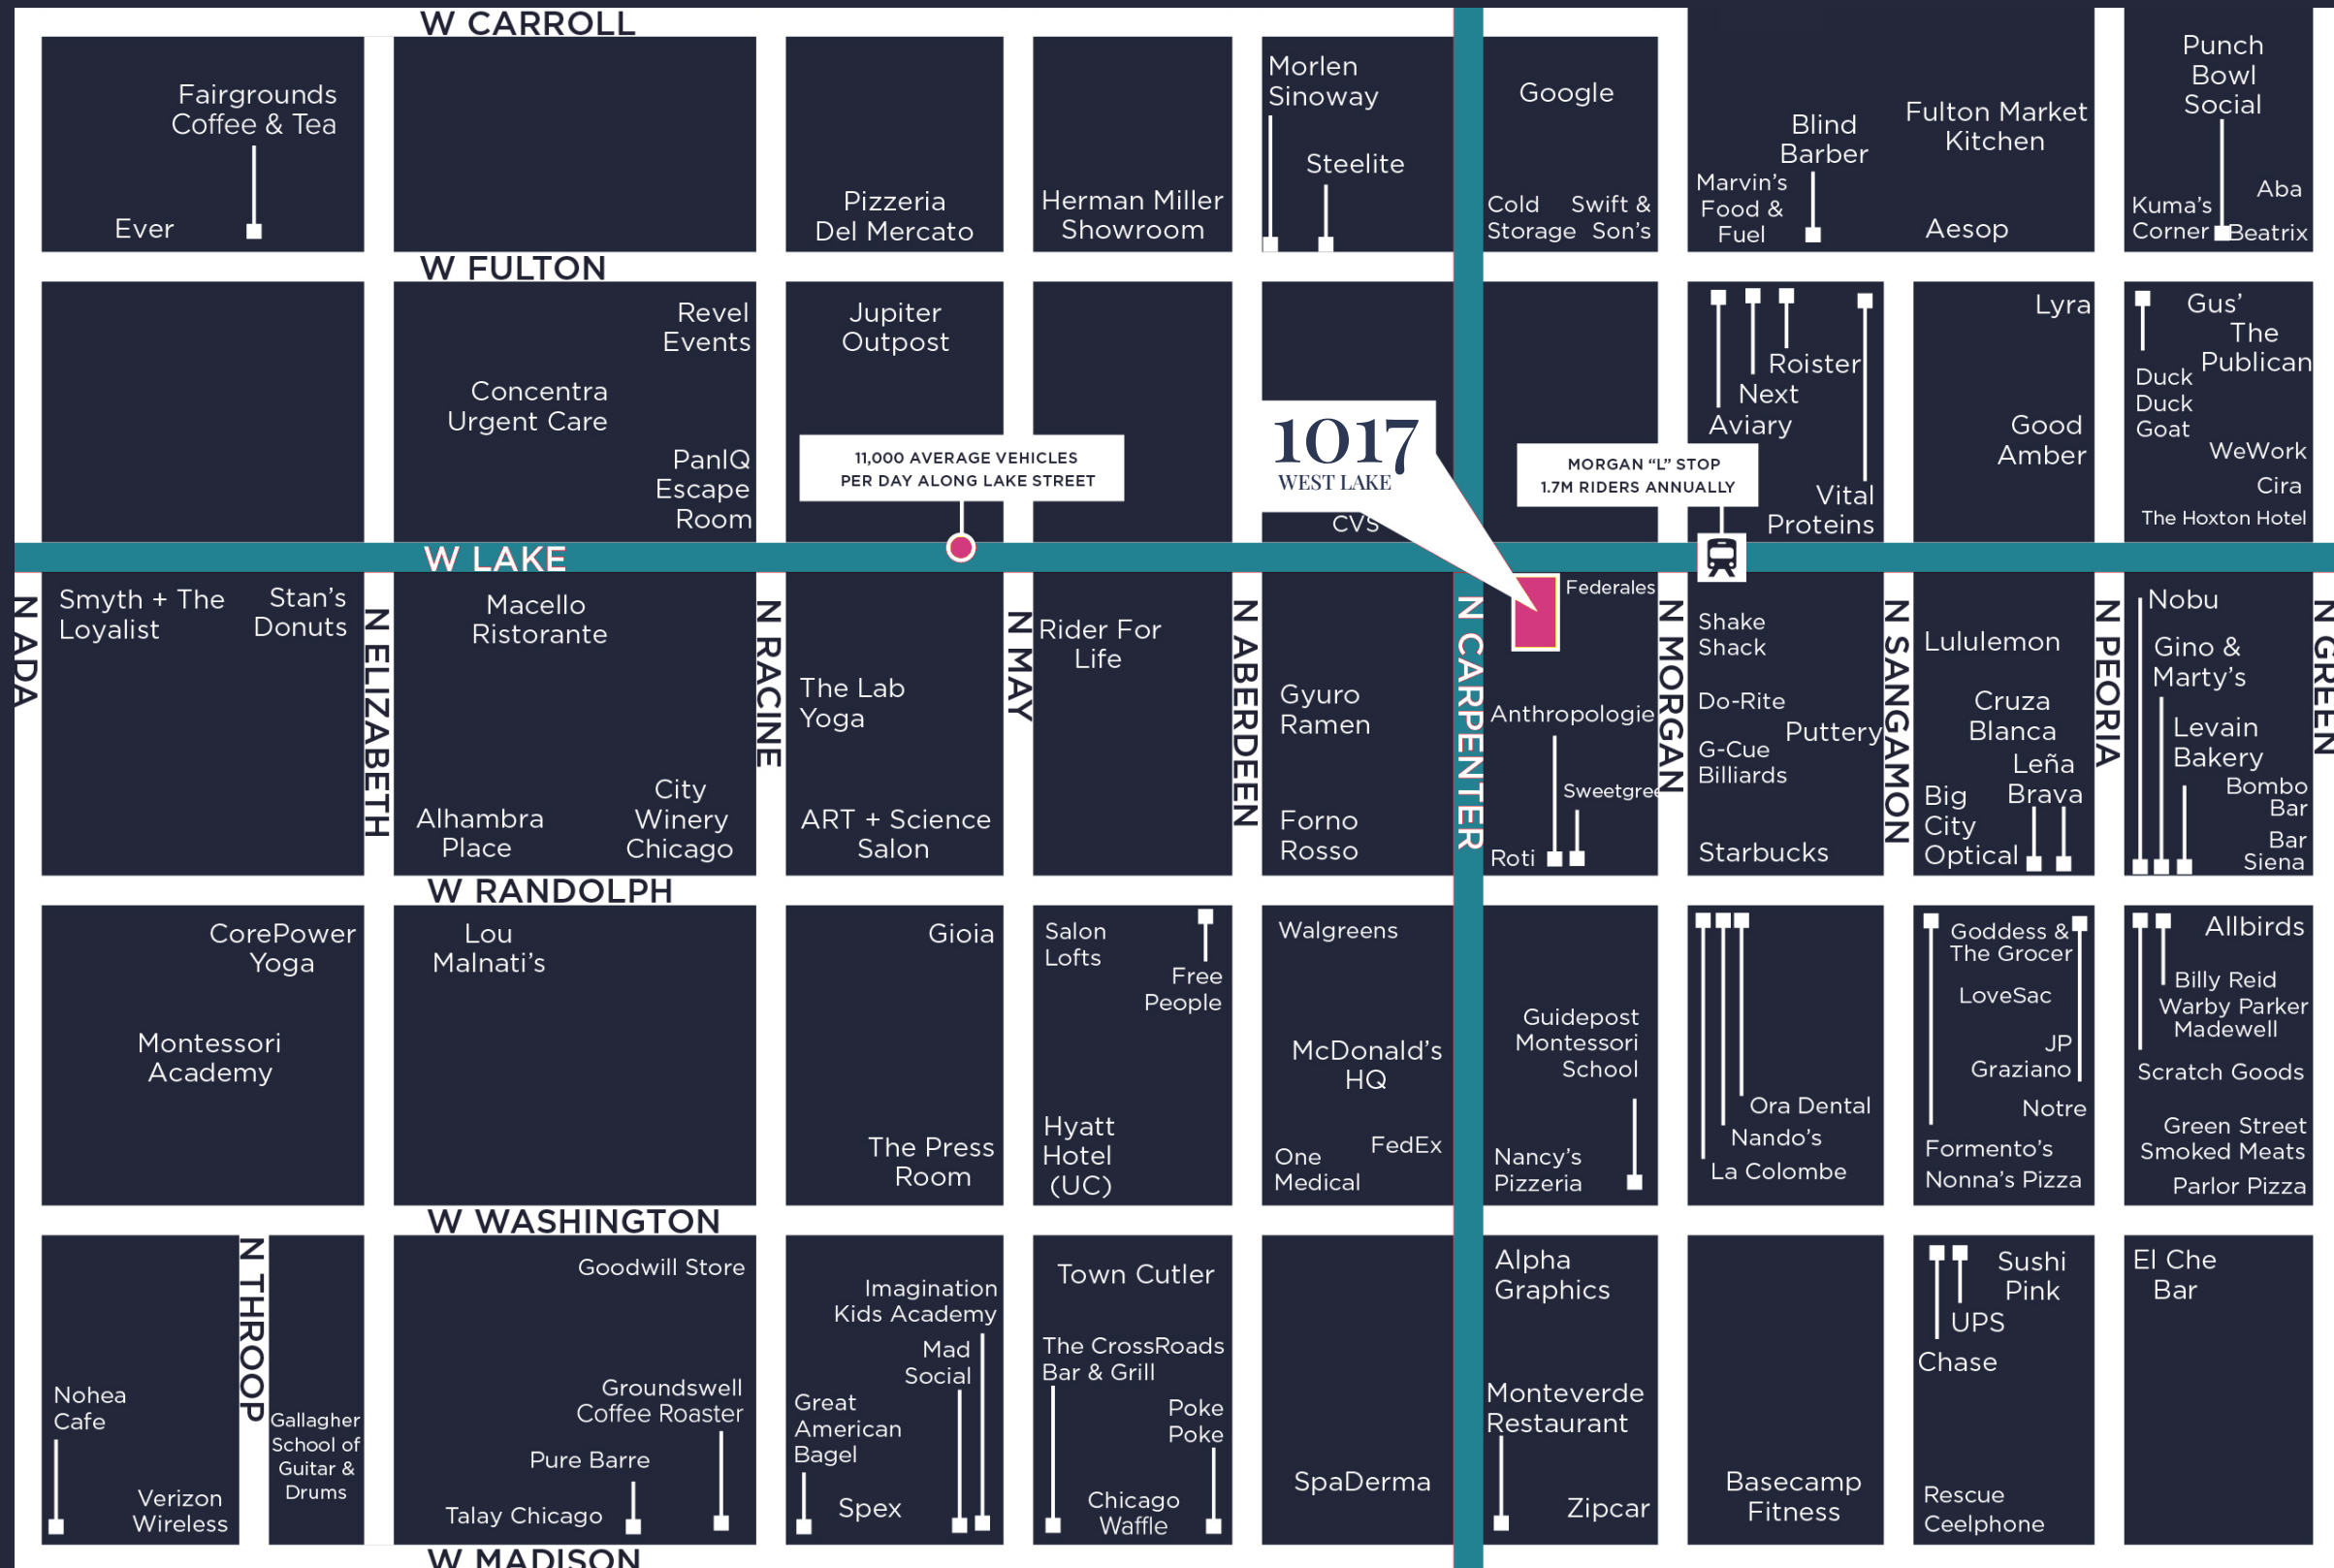 W CARROLL
Fairgrounds
Coffee & Tea
Ever
Pizzeria
Del Mercato
Herman Miller
Showroom
Morlen
Sinoway
Steelite
Google
Cold
Storage
Swift &
Son's
Marvin's
Food &
Fuel
Blind
Barber
Fulton Market
Kitchen
Aesop
Punch
Bowl
Social
Kuma's
Corner
Aba
Beatrix
W FULTON
Revel
Events
Concentra
Urgent Care
PanIQ
Escape
Room
Jupiter
Outpost
11,000 AVERAGE VEHICLES
PER DAY ALONG LAKE STREET
1017
WEST LAKE
CVS
MORGAN “L” STOP
1.7M RIDERS ANNUALLY
Roister
Next
Aviary
Vital
Proteins
Lyra
Good
Amber
Gus'
The
Publican
Duck
Duck
Goat
WeWork
Cira
The Hoxton Hotel
W LAKE
N ADA
Smyth + The
Loyalist
Stan's
Donuts
N ELIZABETH
Macello
Ristorante
Alhambra
Place
City
Winery
Chicago
N RACINE
The Lab
Yoga
ART + Science
Salon
N MAY
Rider For
Life
N ABERDEEN
Gyuro
Ramen
Forno
Rosso
N CARPENTER
Federales
Anthropologie
Sweetgree
Roti
N MORGAN
Shake
Shack
Do-Rite
Puttery
G-Cue
Billiards
Starbucks
N SANGAMON
Lululemon
Cruza
Blanca
Leña
Brava
Big
City
Optical
N PEORIA
Nobu
Gino &
Marty's
Levain
Bakery
Bombo
Bar
Bar
Siena
N GREEN
W RANDOLPH
CorePower
Yoga
Montessori
Academy
Lou
Malnati's
Gioia
The Press
Room
Salon
Lofts
Free
People
Hyatt
Hotel
(UC)
Walgreens
McDonald's
HQ
One
Medical
FedEx
Guidepost
Montessori
School
Nancy's
Pizzeria
Ora Dental
Nando's
La Colombe
Goddess &
The Grocer
LoveSac
JP
Graziano
Notre
Formento's
Nonna's Pizza
Allbirds
Billy Reid
Warby Parker
Madewell
Scratch Goods
Green Street
Smoked Meats
Parlor Pizza
W WASHINGTON
Nohea
Cafe
Verizon
Wireless
N THROOP
Gallagher
School of
Guitar &
Drums
Goodwill Store
Groundswell
Coffee Roaster
Pure Barre
Talay Chicago
Imagination
Kids Academy
Mad
Social
Great
American
Bagel
Spex
Town Cutler
The CrossRoads
Bar & Grill
Poke
Poke
Chicago
Waffle
SpaDerma
Alpha
Graphics
Monteverde
Restaurant
Zipcar
Basecamp
Fitness
Sushi
Pink
UPS
Chase
Rescue
Ceelphone
El Che
Bar
W MADISON